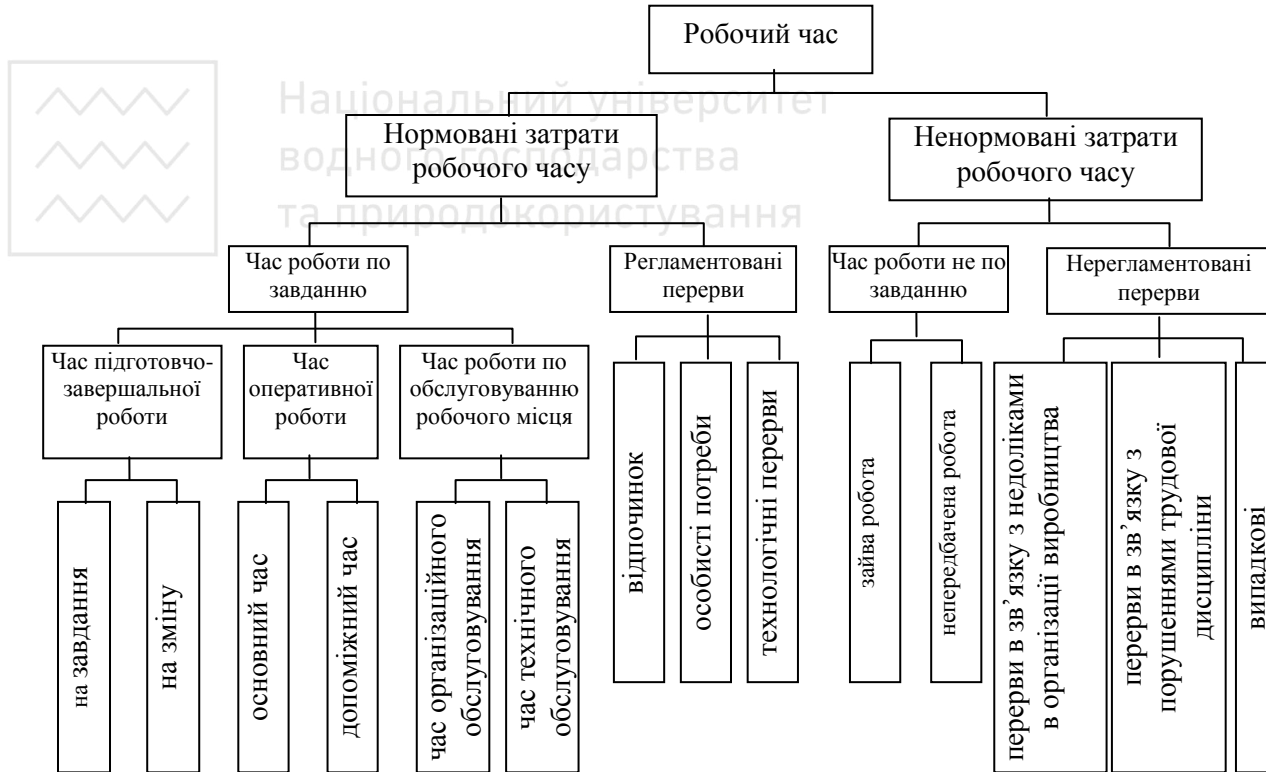 Робочий час
Національний університет
водного господарства
та природокористування
Нормовані затрати
робочого часу
Ненормовані затрати
робочого часу
Час роботи по
завданню
Регламентовані
перерви
Час роботи не по
завданню
Нерегламентовані
перерви
Час підготовчо-
завершальної
роботи
Час
оперативної
роботи
Час роботи по
обслуговуванню
робочого місця
на завдання
на зміну
основний час
допоміжний час
час організаційного
обслуговування
час технічного
обслуговування
відпочинок
особисті потреби
технологічні перерви
зайва робота
непередбачена робота
перерви в зв’язку з недоліками
в організації виробництва
перерви в зв’язку з
порушеннями трудової
дисципліни
випадкові